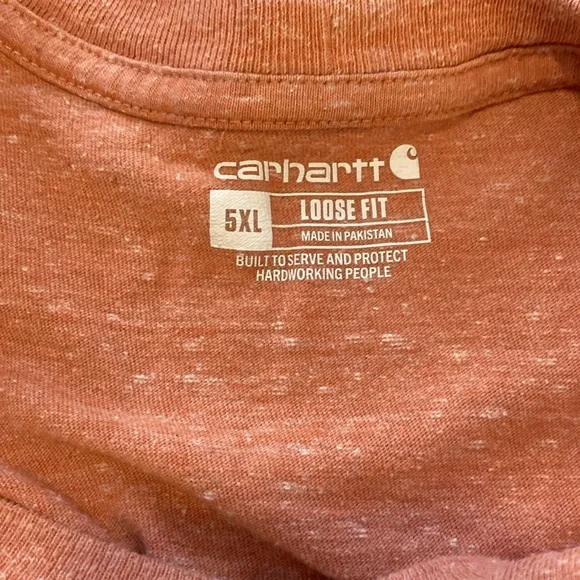 carhartt
5XL LOOSE FIT
MADE IN PAKISTAN
BUILT TO SERVE AND PROTECT
HARDWORKING PEOPLE